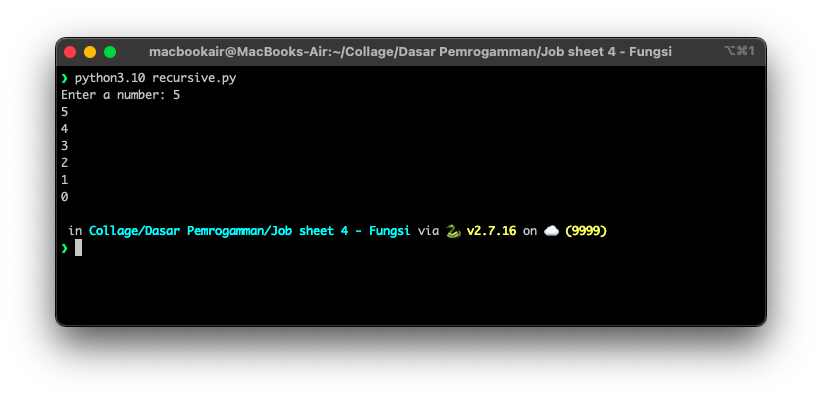 macbookair@MacBooks-Air:~/Collage/Dasar Pemrogamman/Job sheet 4 - Fungsi ⌥⌘1
❯ python3.10 recursive.py
Enter a number: 5
5
4
3
2
1
0
in Collage/Dasar Pemrogamman/Job sheet 4 - Fungsi via 🐍 v2.7.16 on ☁️ (9999)
❯